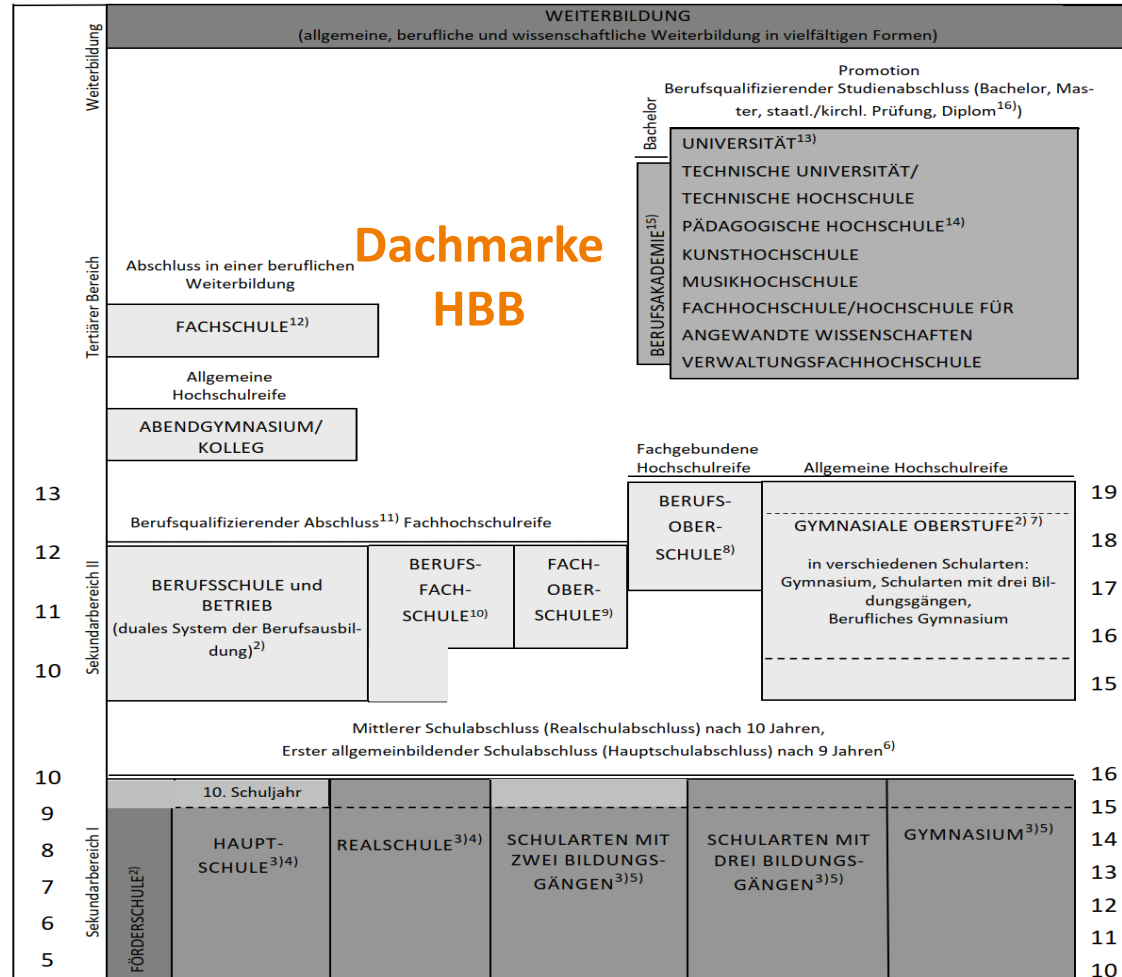 WEITERBILDUNG
(allgemeine, berufliche und wissenschaftliche Weiterbildung in vielfältigen Formen)
Weiterbildung
Promotion
Berufsqualifizierender Studienabschluss (Bachelor, Mas-
ter, staatl./kirchl. Prüfung, Diplom16))
Bachelor
UNIVERSITÄT13)
TECHNISCHE UNIVERSITÄT/
TECHNISCHE HOCHSCHULE
PÄDAGOGISCHE HOCHSCHULE14)
KUNSTHOCHSCHULE
MUSIKHOCHSCHULE
FACHHOCHSCHULE/HOCHSCHULE FÜR
ANGEWANDTE WISSENSCHAFTEN
VERWALTUNGSFACHHOCHSCHULE
BERUFSAKADEMIE15)
Dachmarke
HBB
Tertiärer Bereich
Abschluss in einer beruflichen
Weiterbildung
FACHSCHULE12)
Allgemeine
Hochschulreife
ABENDGYMNASIUM/
KOLLEG
Fachgebundene
Hochschulreife
Allgemeine Hochschulreife
13
12
11
10
Sekundarbereich II
Berufsqualifizierender Abschluss11) Fachhochschulreife
BERUFSSCHULE und
BETRIEB
(duales System der Berufsausbil-
dung)2)
BERUFS-
FACH-
SCHULE10)
FACH-
OBER-
SCHULE9)
BERUFS-
OBER-
SCHULE8)
GYMNASIALE OBERSTUFE2) 7)
in verschiedenen Schularten:
Gymnasium, Schularten mit drei Bil-
dungsgängen,
Berufliches Gymnasium
19
18
17
16
15
Mittlerer Schulabschluss (Realschulabschluss) nach 10 Jahren,
Erster allgemeinbildender Schulabschluss (Hauptschulabschluss) nach 9 Jahren6)
10
9
8
7
6
5
Sekundarbereich I
FÖRDERSCHULE2)
10. Schuljahr
HAUPT-
SCHULE3)4)
REALSCHULE3)4)
SCHULARTEN MIT
ZWEI BILDUNGS-
GÄNGEN3)5)
SCHULARTEN MIT
DREI BILDUNGS-
GÄNGEN3)5)
GYMNASIUM3)5)
16
15
14
13
12
11
10